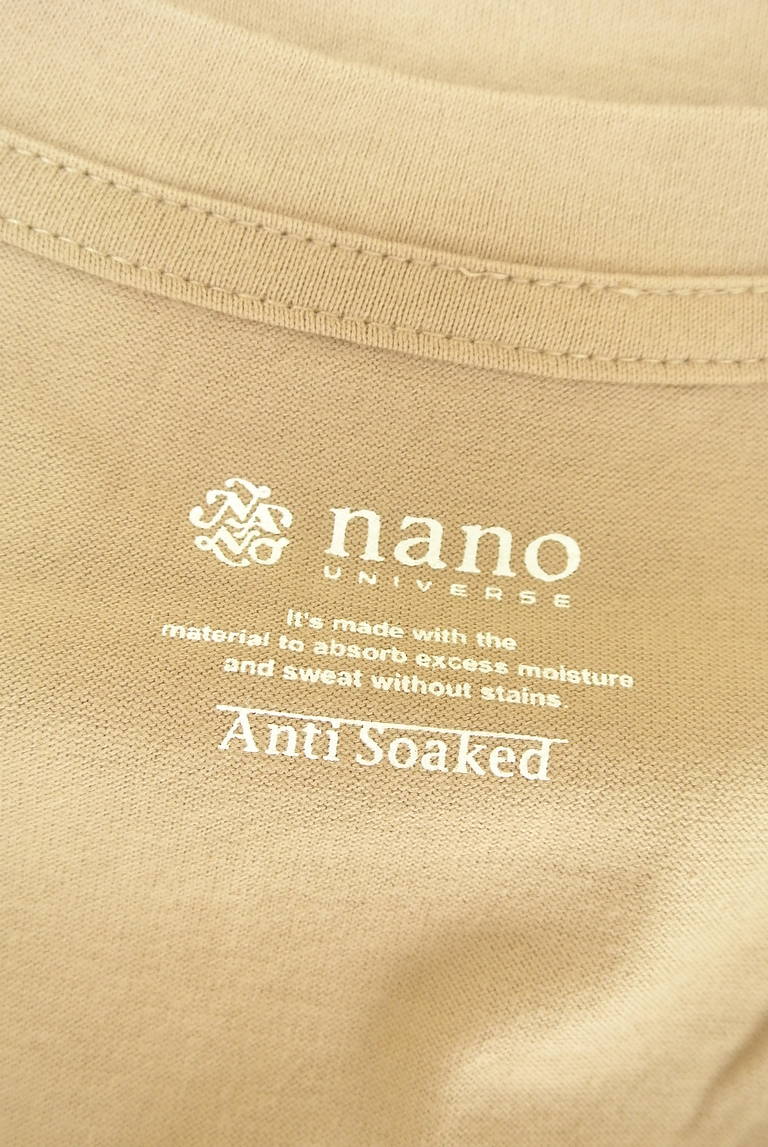 nano
UNIVERSE
It's made with the
material to absorb excess moisture
and sweat without stains.
Anti Soaked